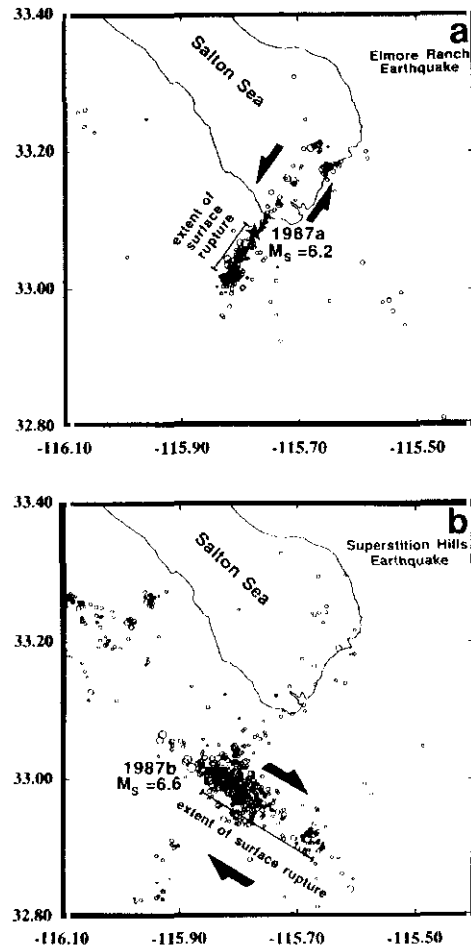 33.40
a
Elmore Ranch
Earthquake
Salton Sea
33.20
extent of
surface
rupture
1987a
M_S =6.2
33.00
32.80
-116.10 -115.90 -115.70 -115.50
33.40
b
Superstition Hills
Earthquake
Salton Sea
33.20
1987b
M_S =6.6
33.00
extent of surface rupture
32.80
-116.10 -115.90 -115.70 -115.50